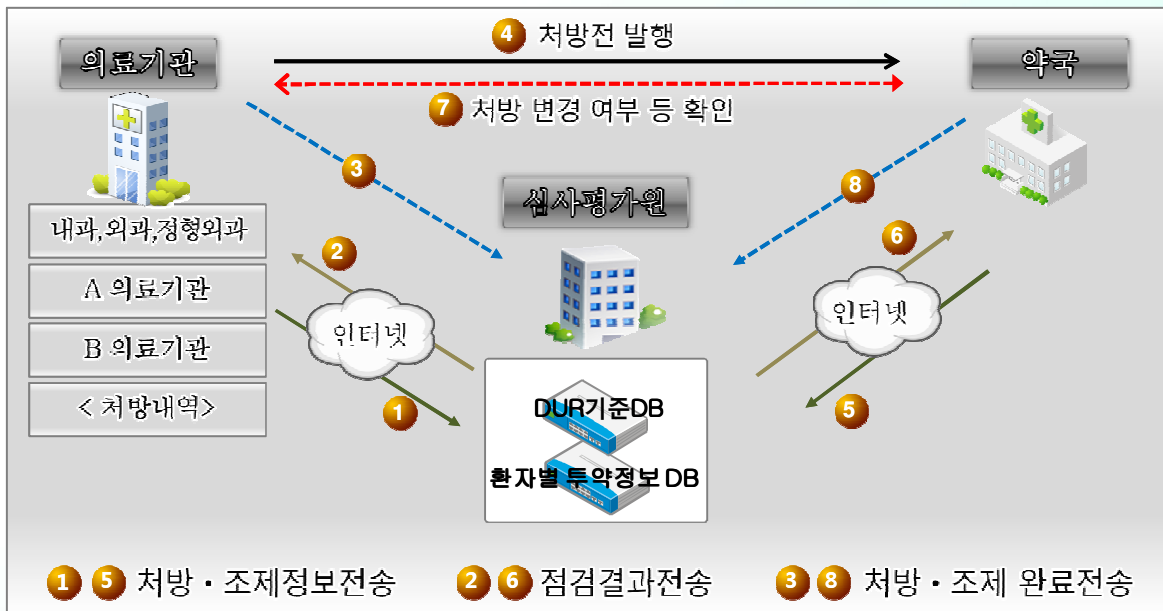 4 처방전 발행
의료기관
약국
7 처방 변경 여부 등 확인
3
8
심사평가원
내과,외과,정형외과
2
6
A 의료기관
인터넷
인터넷
B 의료기관
<처방내역>
1
5
DUR기준DB
환자별 투약정보 DB
1 5 처방·조제정보전송
2 6 점검결과전송
3 8 처방·조제 완료전송